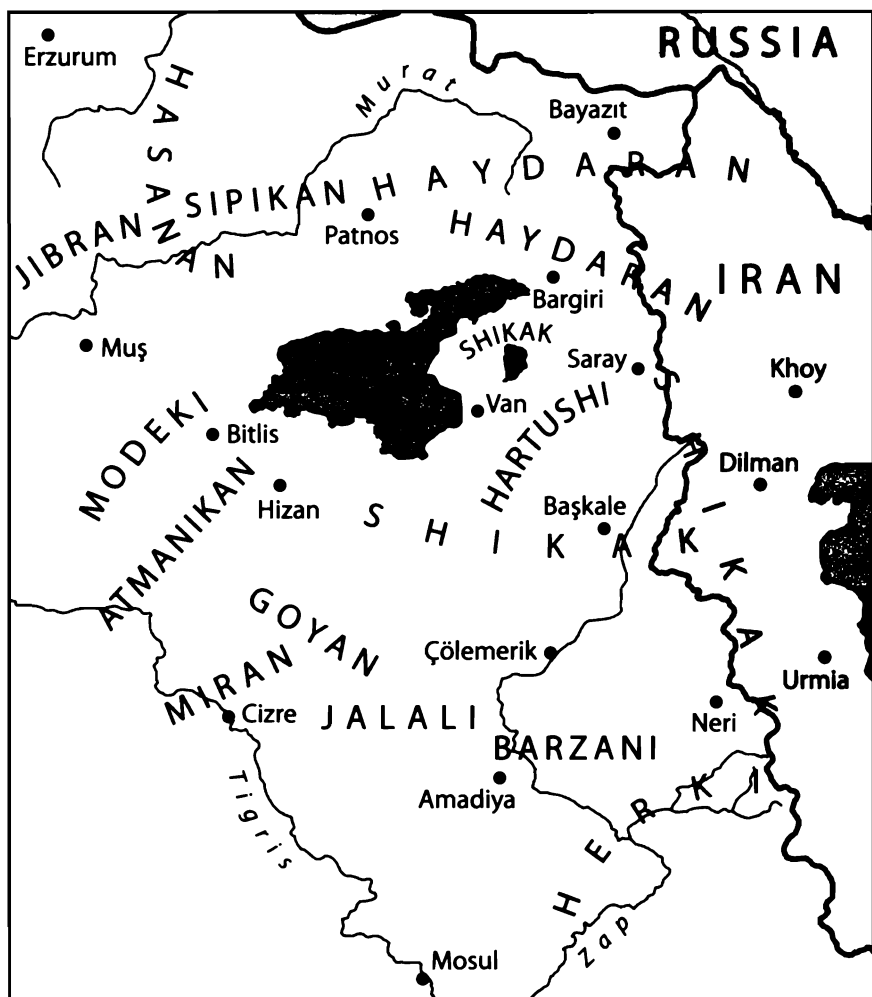 RUSSIA
Erzurum
HASANAN
Murat
Bayazıt
HAYDARAN
SIPIKAN
JIBRAN
Patnos
HAYDARAN
IRAN
Bargiri
SHIKAK
Muş
Saray
Khoy
Van
HARTUSHI
MODEKI
Bitlis
Dilman
ATMANIKAN
Hizan
SHIKAK
Başkale
SHIKAK
GOYAN
Çölemerik
Urmia
MIRAN
Cizre
JALALI
Neri
BARZANI
Amadiya
HERKI
Tigris
Zap
Mosul